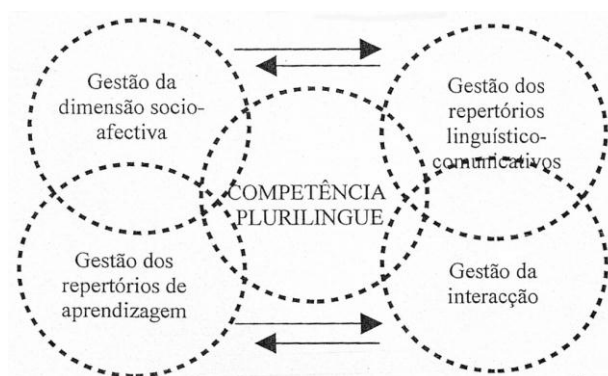 Gestão da
dimensão socio-
afectiva
Gestão dos
repertórios
linguístico-
comunicativos
COMPETÊNCIA
PLURILINGUE
Gestão dos
repertórios de
aprendizagem
Gestão da
interacção